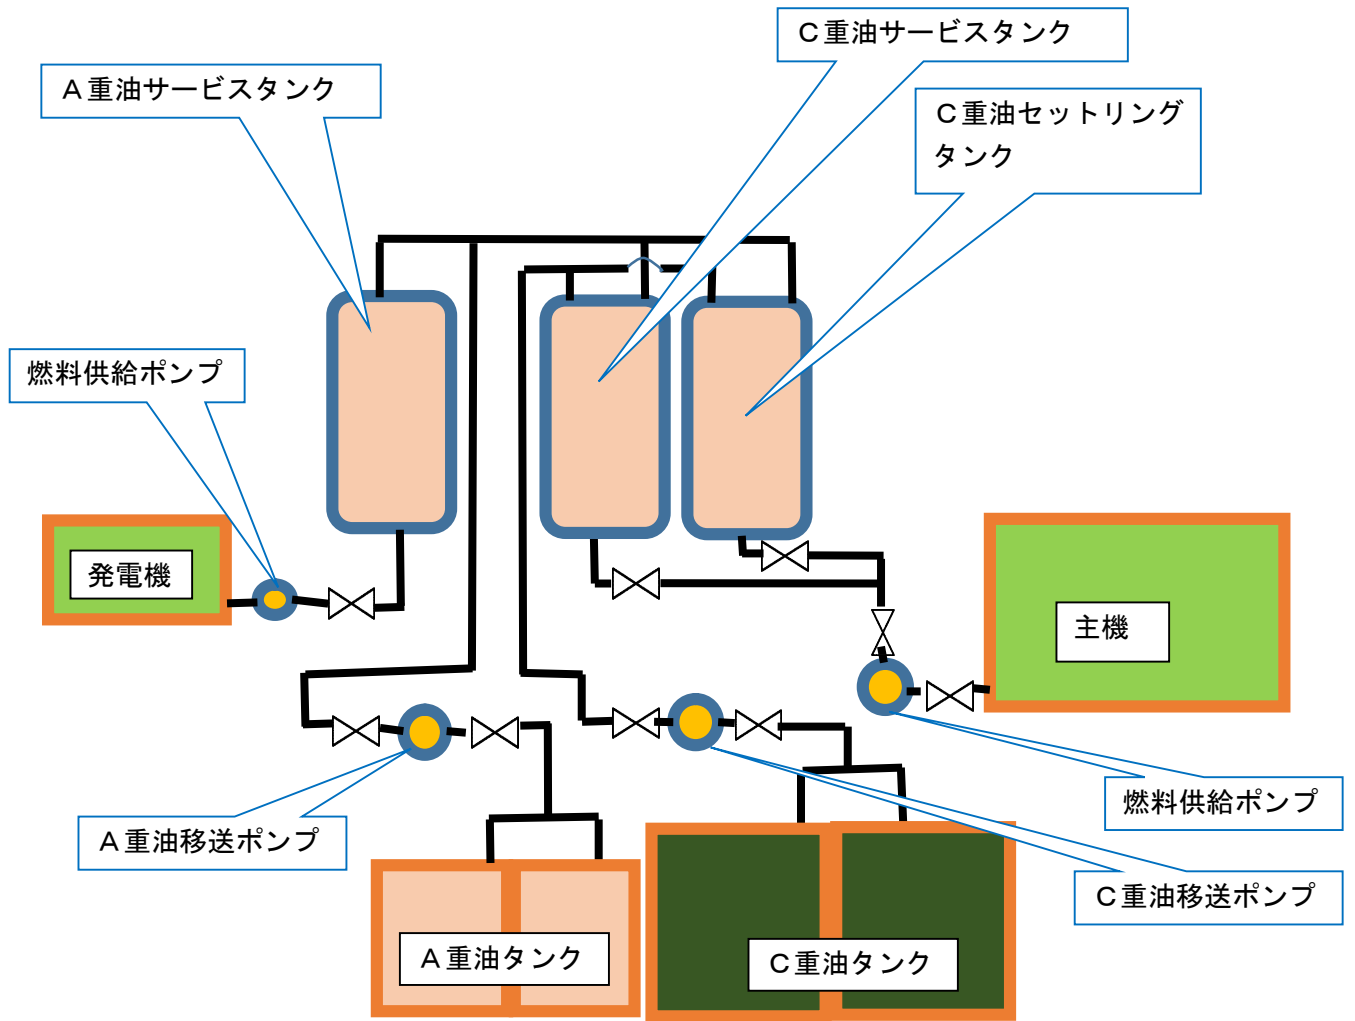 C重油サービスタンク
A重油サービスタンク
C重油セットリング
タンク
燃料供給ポンプ
発電機
主機
燃料供給ポンプ
A重油移送ポンプ
C重油移送ポンプ
A重油タンク
C重油タンク